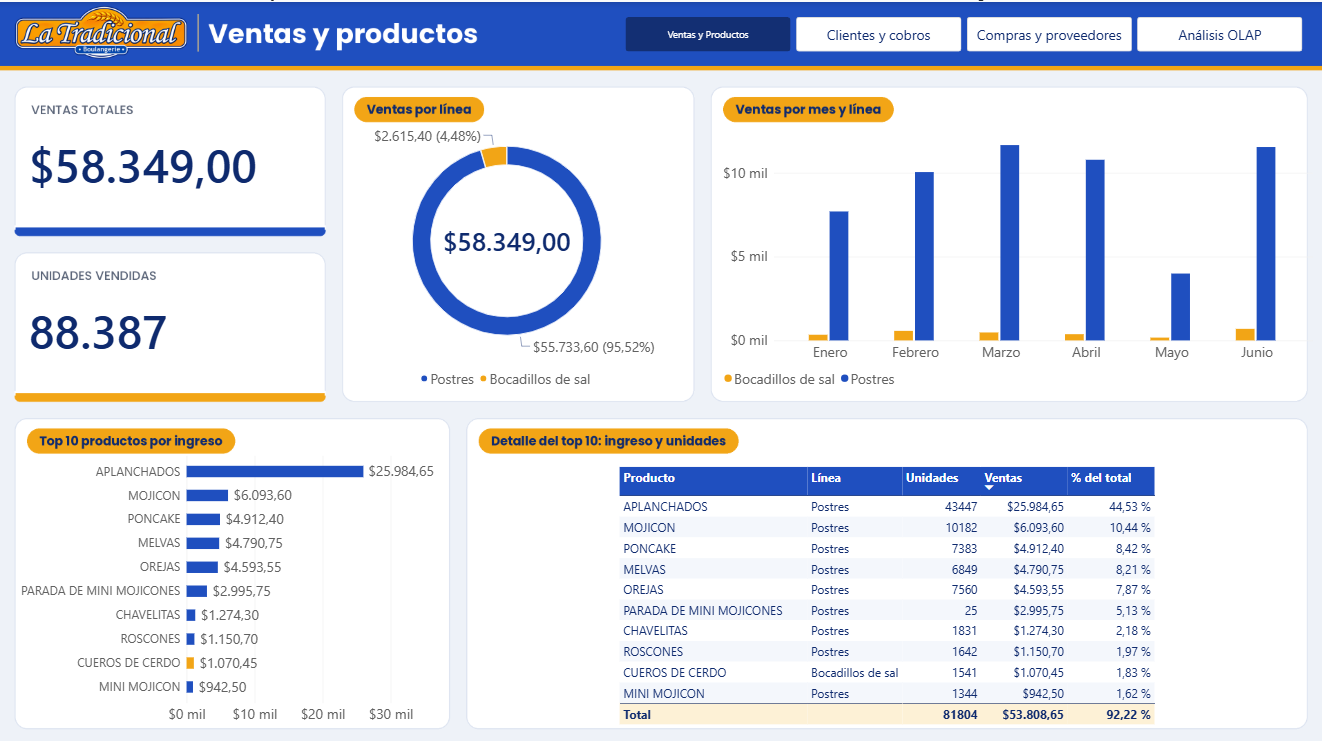 La Tradicional
Boulangerie
Ventas y productos
Ventas y Productos
Clientes y cobros
Compras y proveedores
Análisis OLAP
VENTAS TOTALES
$58.349,00
UNIDADES VENDIDAS
88.387
Ventas por línea
$2.615,40 (4,48%)
$58.349,00
$55.733,60 (95,52%)
Postres Bocadillos de sal
Ventas por mes y línea
$10 mil
$5 mil
$0 mil
Enero Febrero Marzo Abril Mayo Junio
Bocadillos de sal Postres
Top 10 productos por ingreso
APLANCHADOS $25.984,65
MOJICON $6.093,60
PONCAKE $4.912,40
MELVAS $4.790,75
OREJAS $4.593,55
PARADA DE MINI MOJICONES $2.995,75
CHAVELITAS $1.274,30
ROSCONES $1.150,70
CUEROS DE CERDO $1.070,45
MINI MOJICON $942,50
$0 mil $10 mil $20 mil $30 mil
Detalle del top 10: ingreso y unidades
Producto Línea Unidades Ventas % del total
APLANCHADOS Postres 43447 $25.984,65 44,53 %
MOJICON Postres 10182 $6.093,60 10,44 %
PONCAKE Postres 7383 $4.912,40 8,42 %
MELVAS Postres 6849 $4.790,75 8,21 %
OREJAS Postres 7560 $4.593,55 7,87 %
PARADA DE MINI MOJICONES Postres 25 $2.995,75 5,13 %
CHAVELITAS Postres 1831 $1.274,30 2,18 %
ROSCONES Postres 1642 $1.150,70 1,97 %
CUEROS DE CERDO Bocadillos de sal 1541 $1.070,45 1,83 %
MINI MOJICON Postres 1344 $942,50 1,62 %
Total 81804 $53.808,65 92,22 %